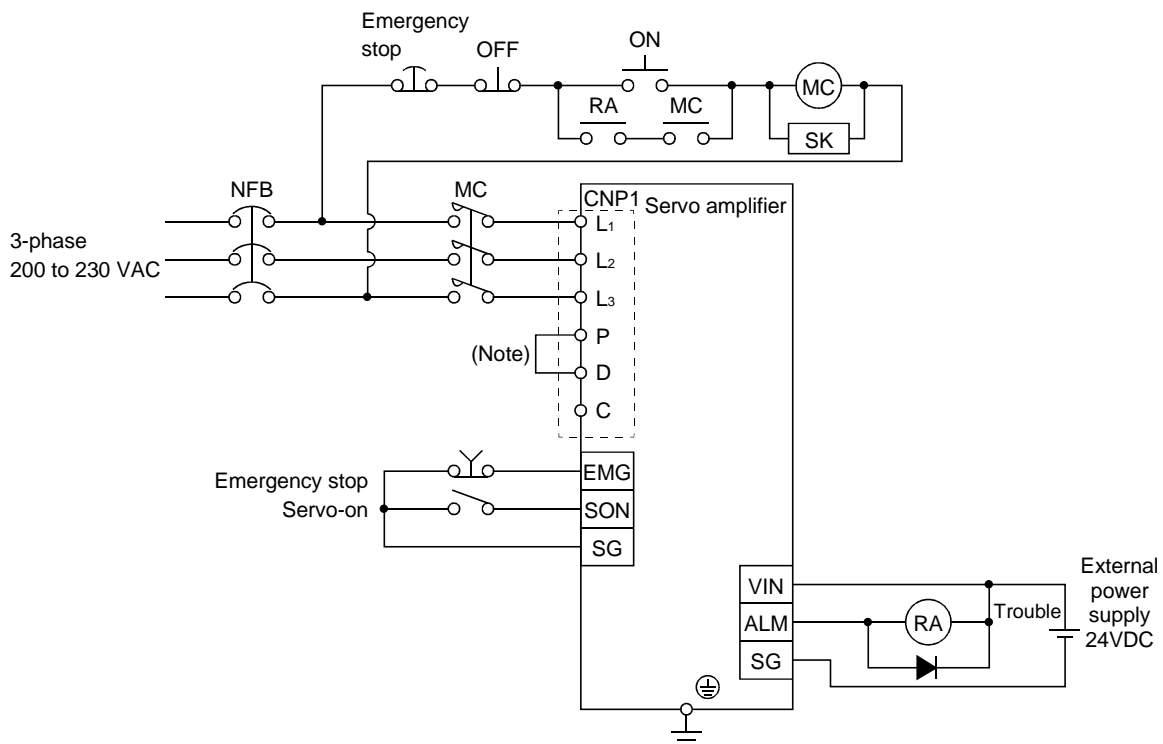 Emergency
stop
OFF
ON
RA
MC
MC
SK
NFB
MC
CNP1
Servo amplifier
3-phase
200 to 230 VAC
L1
L2
L3
(Note)
P
D
C
Emergency stop
Servo-on
EMG
SON
SG
VIN
ALM
SG
RA
Trouble
External
power
supply
24VDC